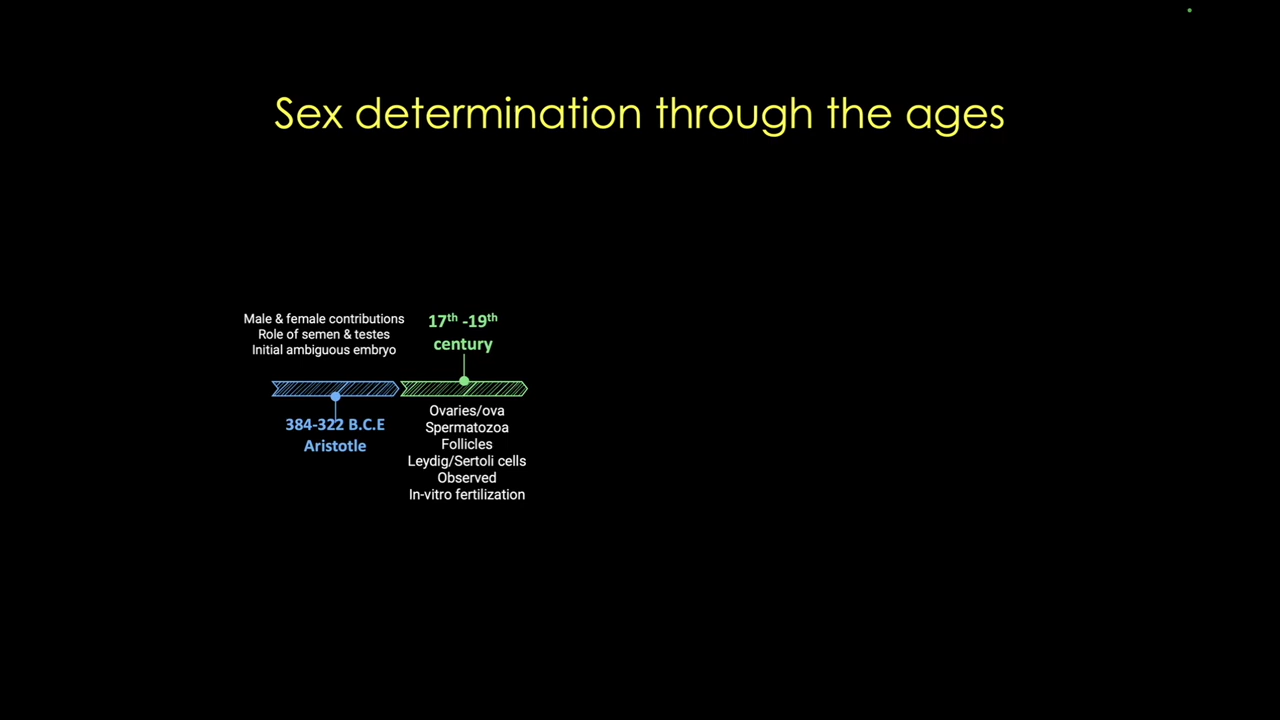 Sex determination through the ages
Male & female contributions
Role of semen & testes
Initial ambiguous embryo
384-322 B.C.E
Aristotle
17th -19th
century
Ovaries/ova
Spermatozoa
Follicles
Leydig/Sertoli cells
Observed
In-vitro fertilization